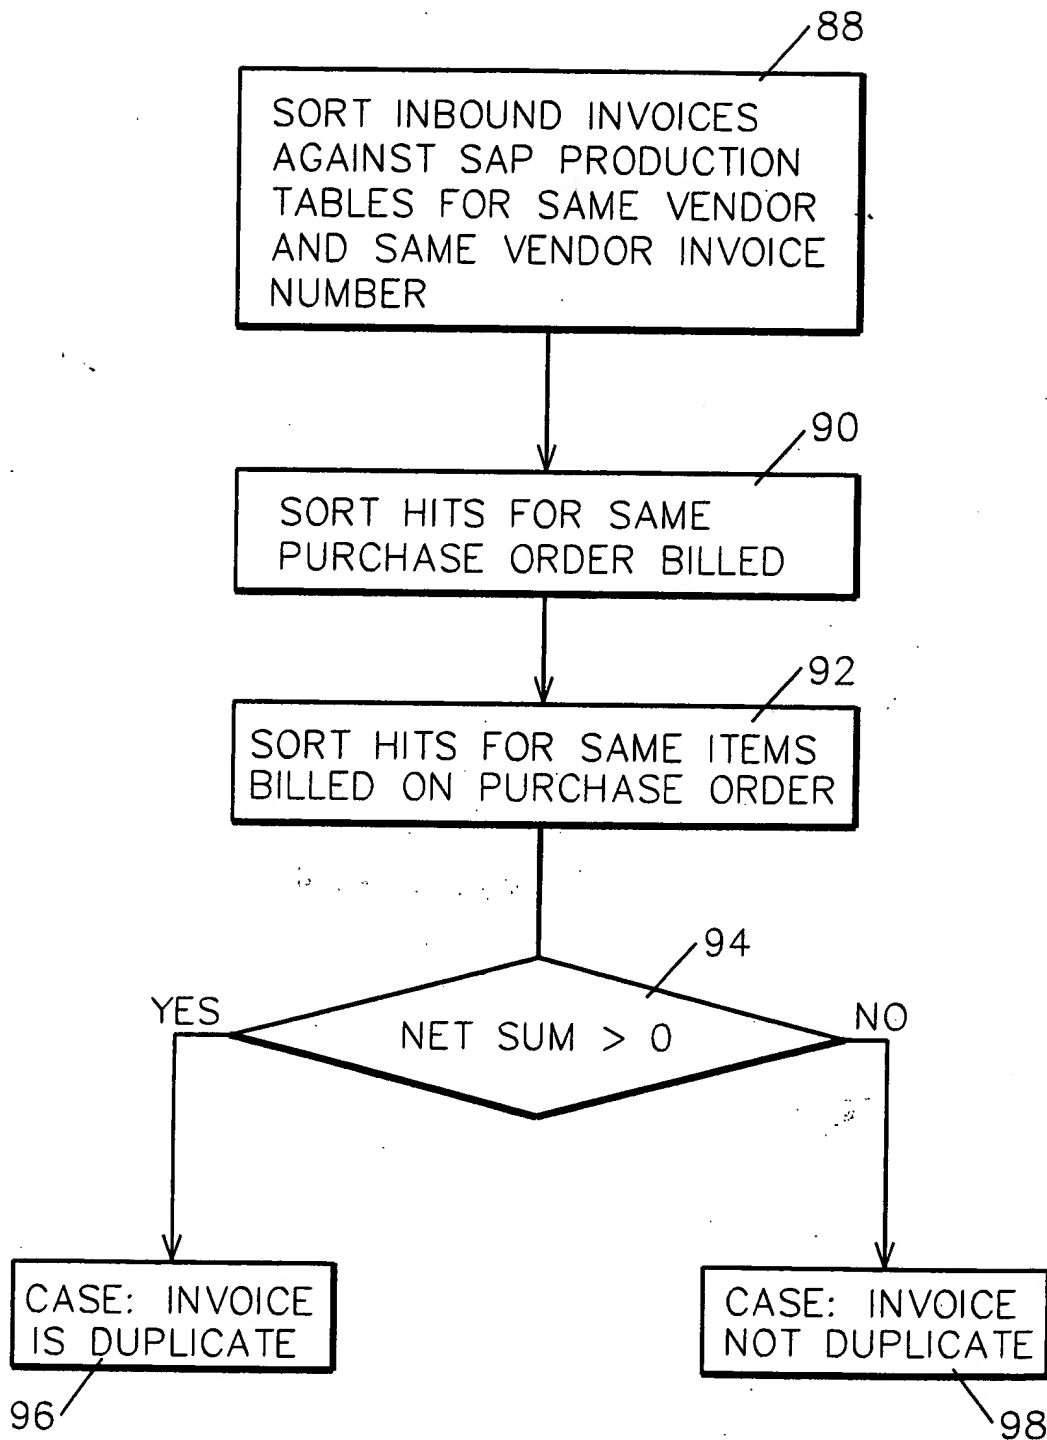 88
SORT INBOUND INVOICES
AGAINST SAP PRODUCTION
TABLES FOR SAME VENDOR
AND SAME VENDOR INVOICE
NUMBER
90
SORT HITS FOR SAME
PURCHASE ORDER BILLED
92
SORT HITS FOR SAME ITEMS
BILLED ON PURCHASE ORDER
94
YES
NET SUM > 0
NO
CASE: INVOICE
IS DUPLICATE
96
CASE: INVOICE
NOT DUPLICATE
98